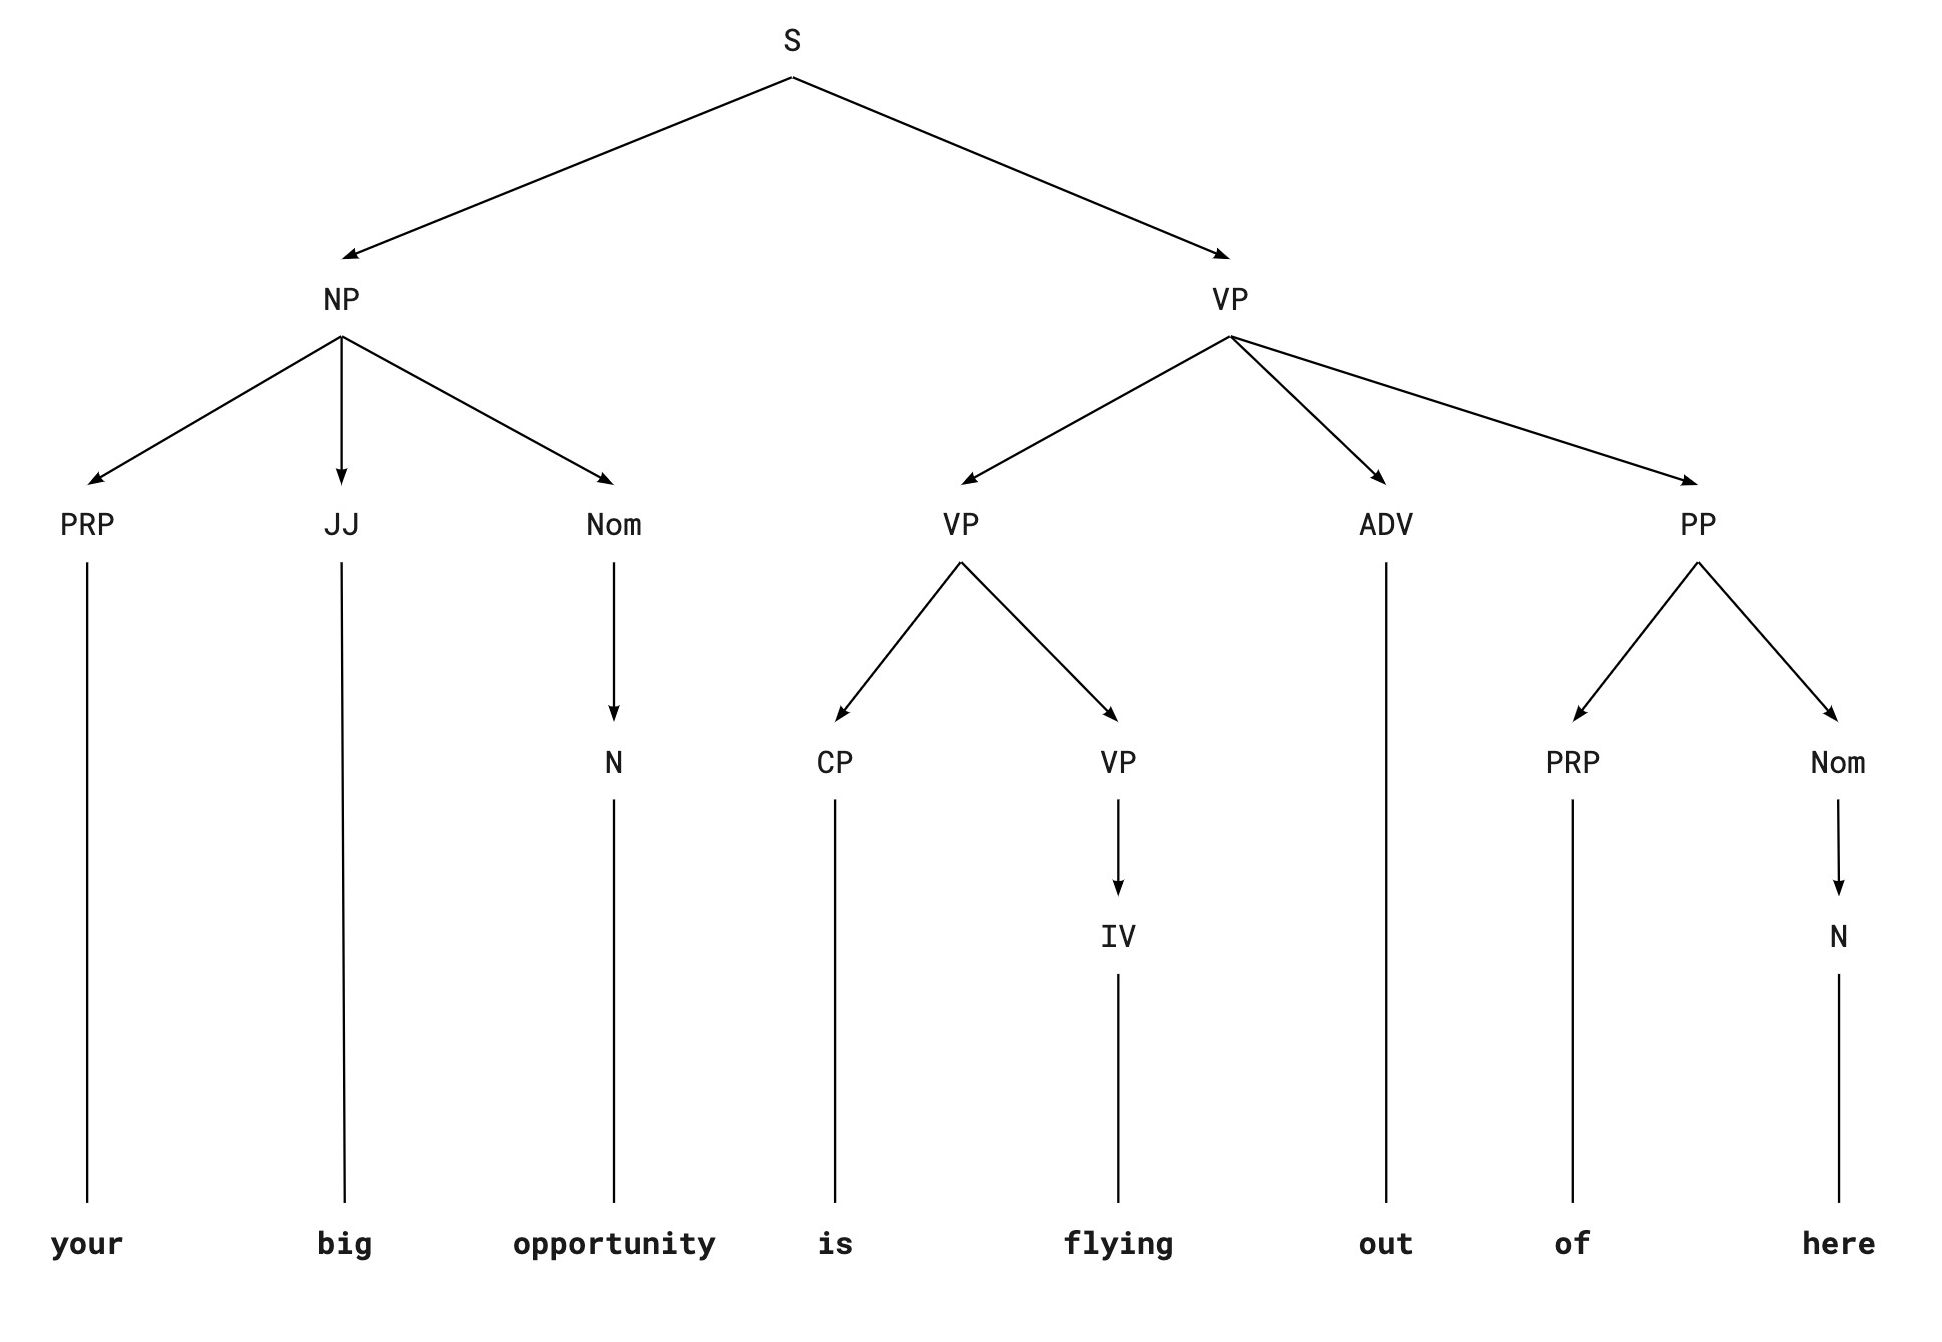 S
NP VP
PRP JJ Nom VP ADV PP
N CP VP PRP Nom
IV N
your big opportunity is flying out of here